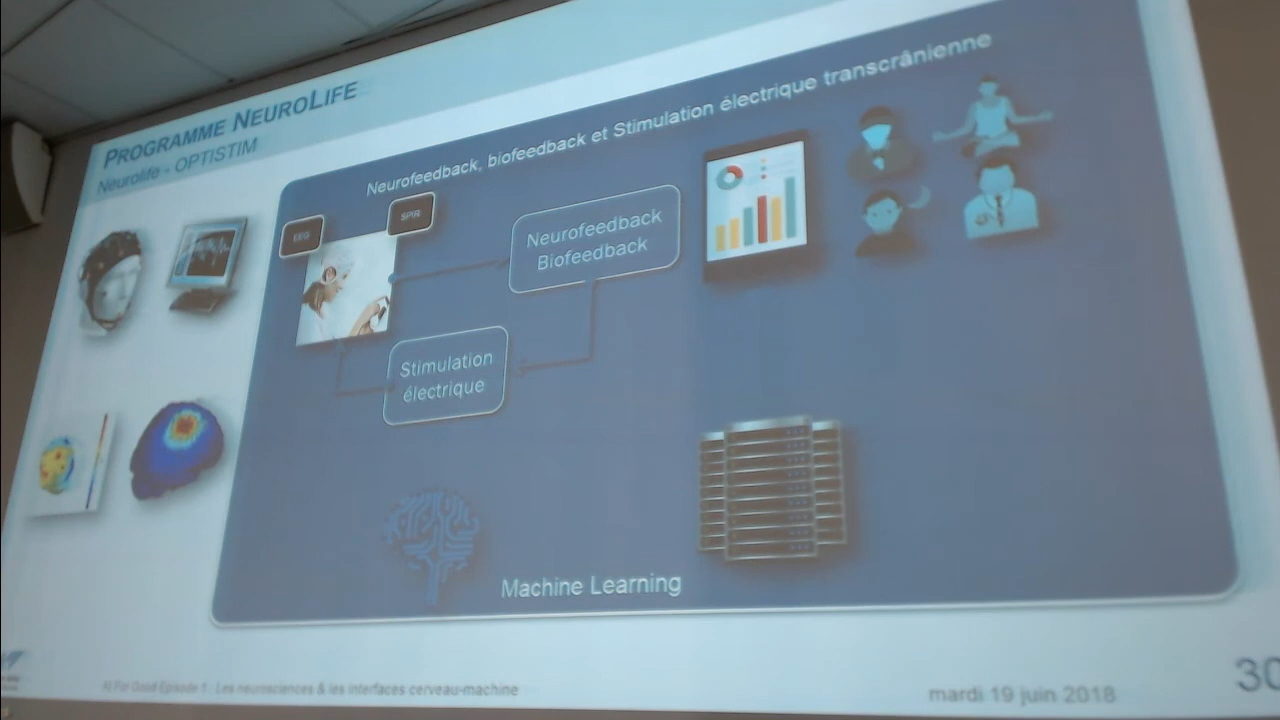 PROGRAMME NEUROLIFE
Neurolife - OPTISTIM
Neurofeedback, biofeedback et Stimulation électrique transcrânienne
EEG
SPIR
Neurofeedback
Biofeedback
Stimulation
électrique
Machine Learning
AI For Good Episode 1 : Les neurosciences & les interfaces cerveau-machine
mardi 19 juin 2018
30